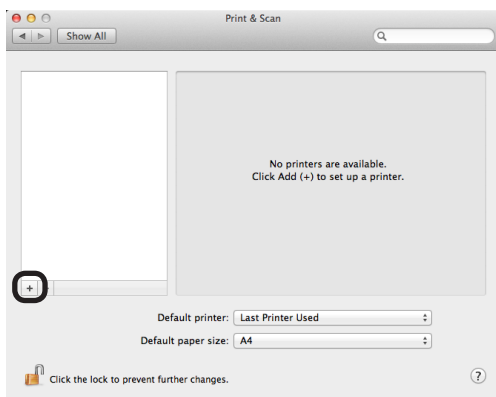 Print & Scan
Show All
No printers are available.
Click Add (+) to set up a printer.
+
Default printer: Last Printer Used
Default paper size: A4
Click the lock to prevent further changes.
?